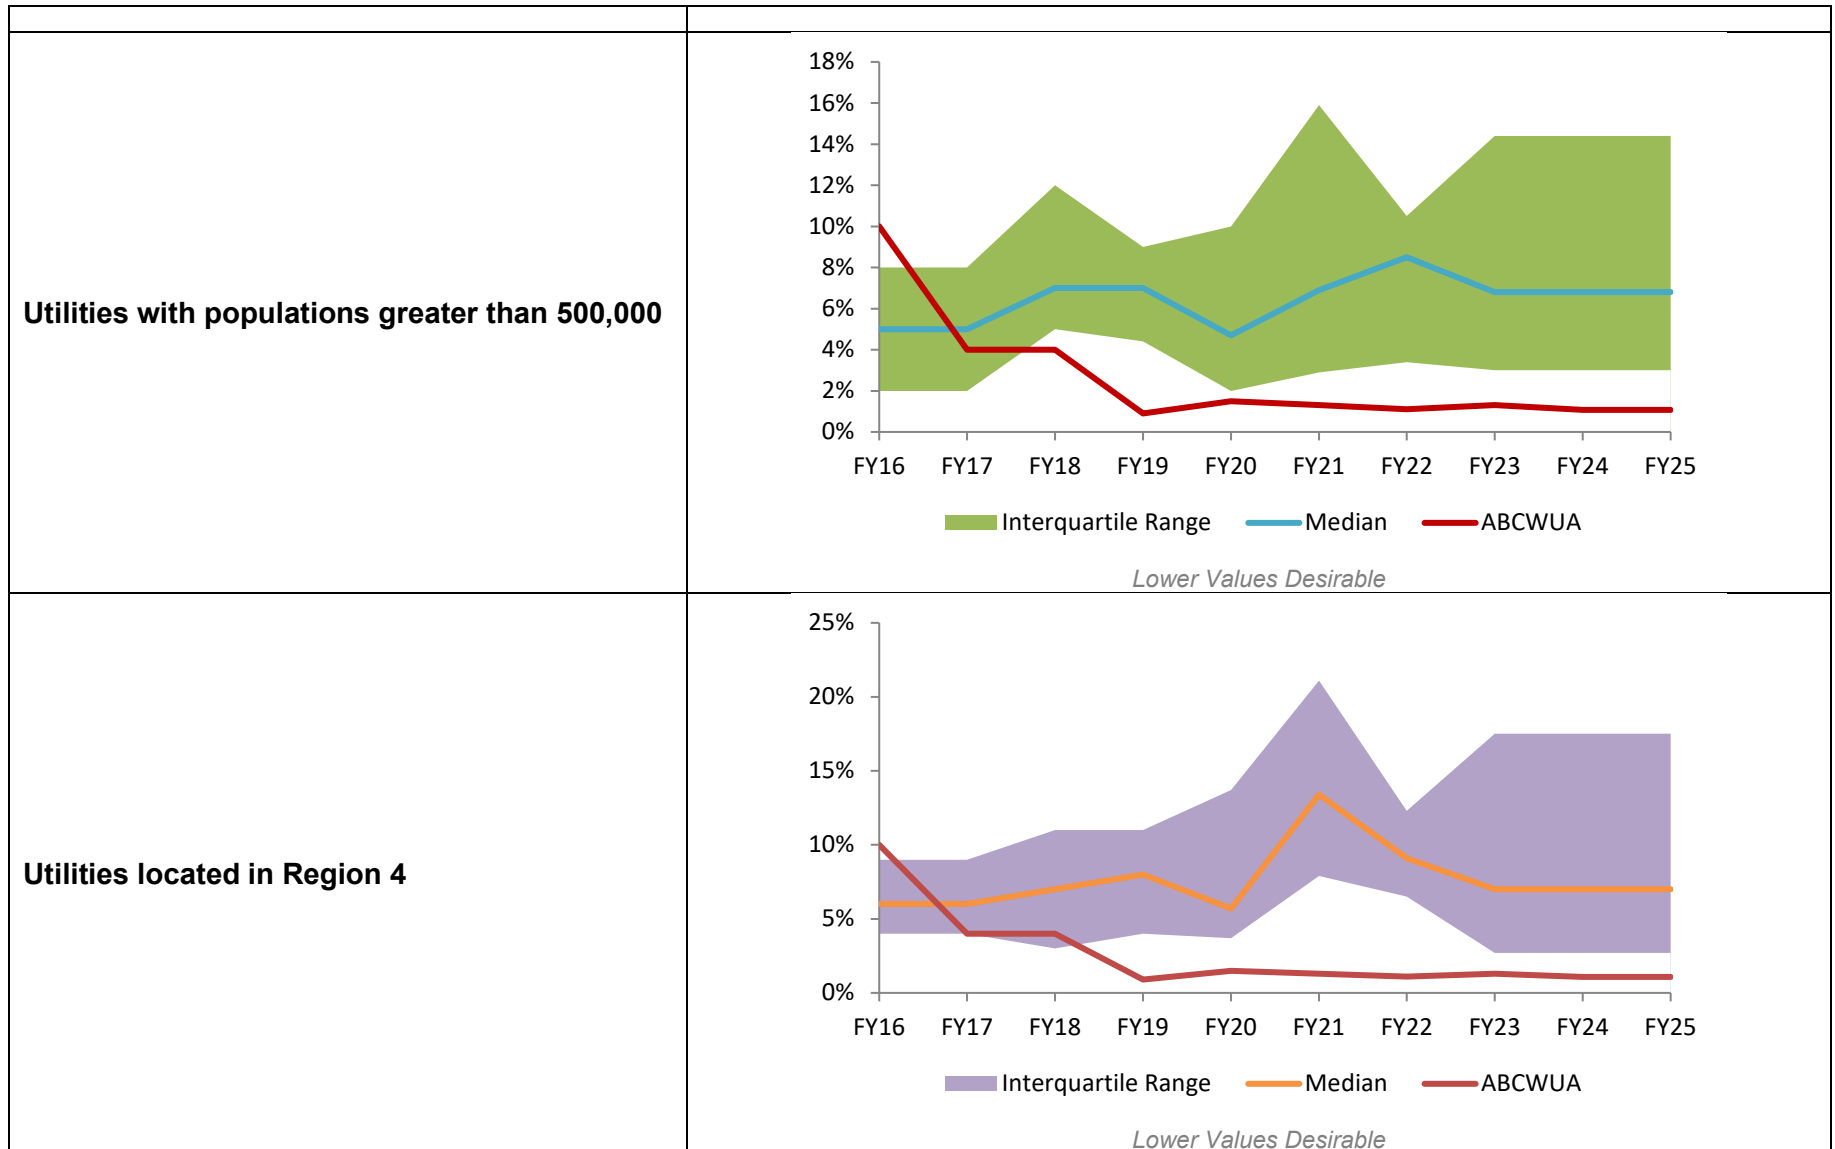 18%
16%
14%
12%
10%
8%
6%
4%
2%
0%
FY16 FY17 FY18 FY19 FY20 FY21 FY22 FY23 FY24 FY25
Interquartile Range Median ABCWUA
Lower Values Desirable
Utilities with populations greater than 500,000
25%
20%
15%
10%
5%
0%
FY16 FY17 FY18 FY19 FY20 FY21 FY22 FY23 FY24 FY25
Interquartile Range Median ABCWUA
Lower Values Desirable
Utilities located in Region 4